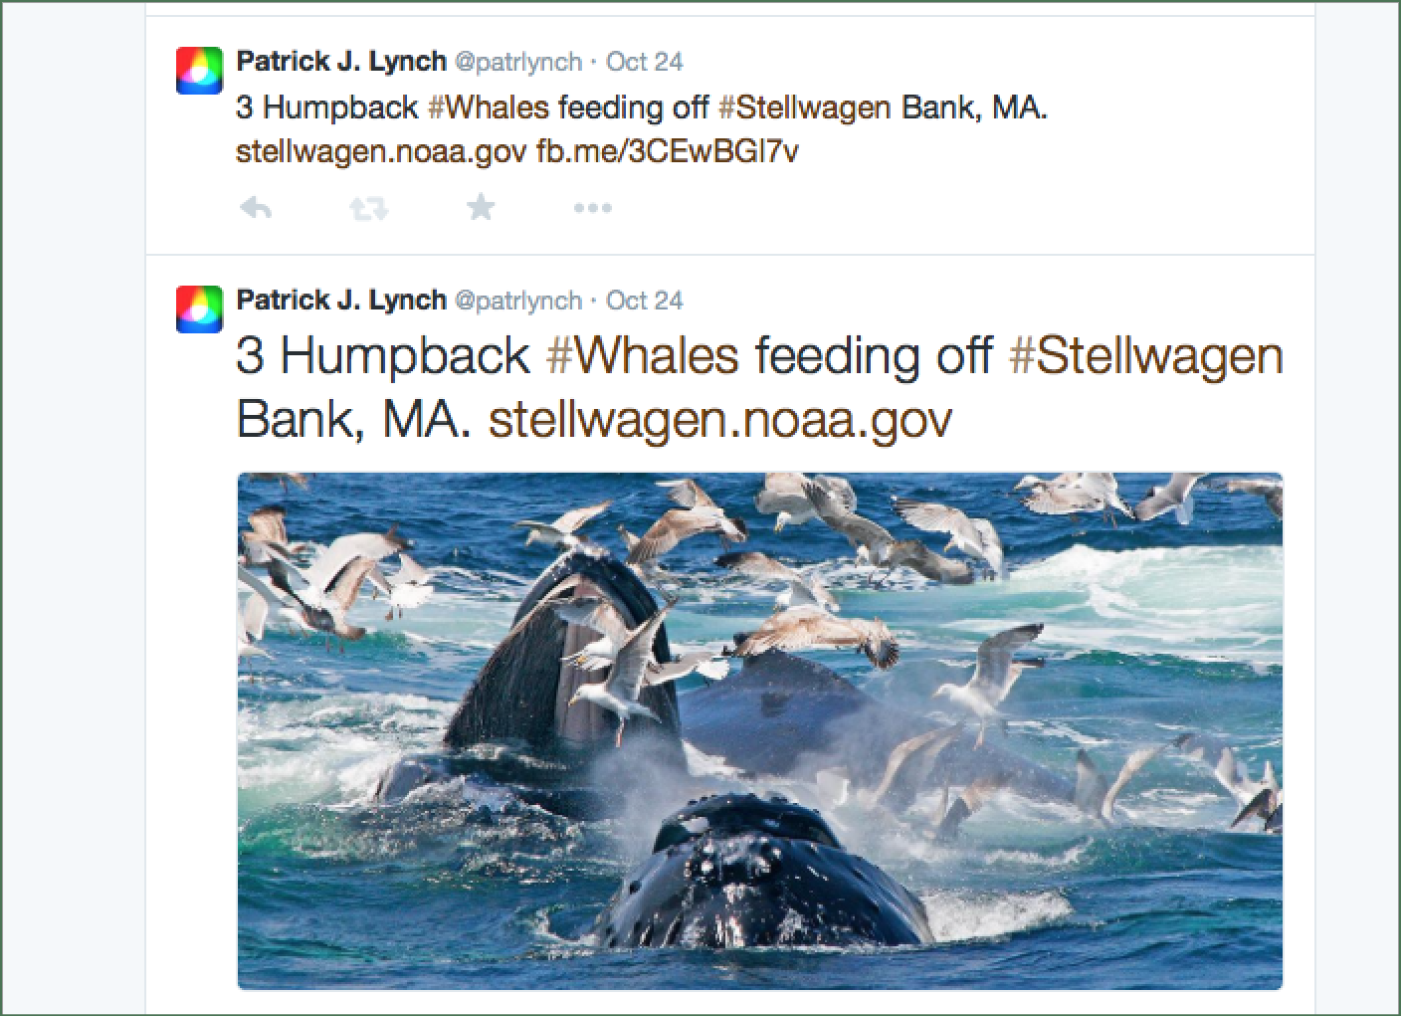 Patrick J. Lynch @patrlynch · Oct 24
3 Humpback #Whales feeding off #Stellwagen Bank, MA.
stellwagen.noaa.gov fb.me/3CEwBGl7v
Patrick J. Lynch @patrlynch · Oct 24
3 Humpback #Whales feeding off #Stellwagen
Bank, MA. stellwagen.noaa.gov